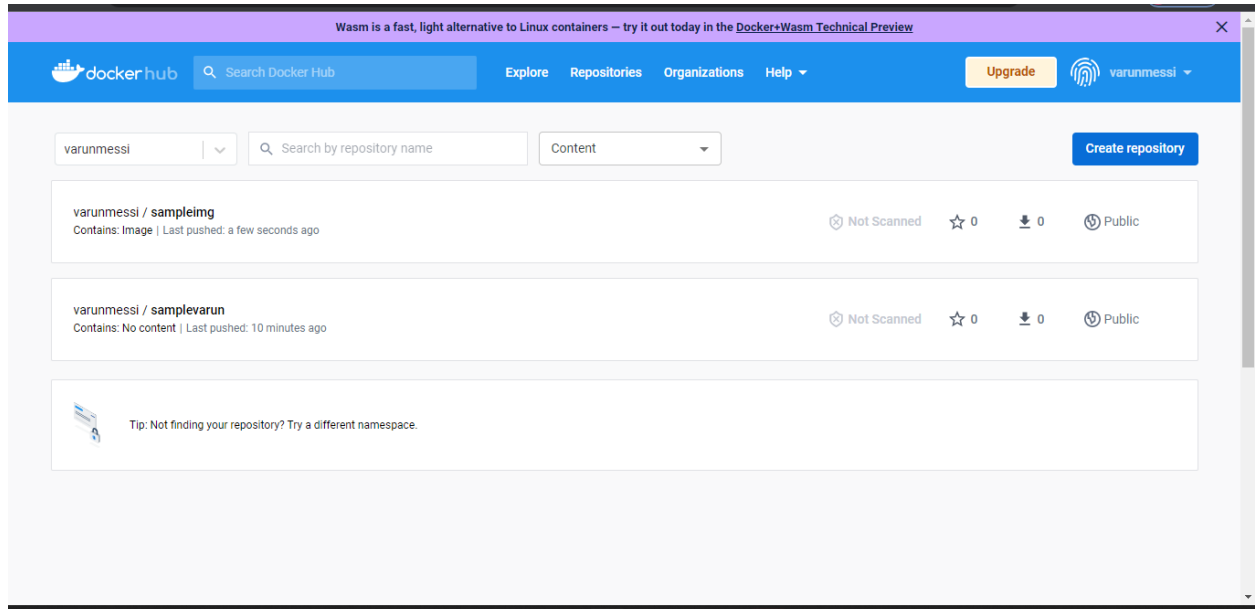 Wasm is a fast, light alternative to Linux containers — try it out today in the Docker+Wasm Technical Preview
dockerhub Search Docker Hub Explore Repositories Organizations Help Upgrade varunmessi
varunmessi Search by repository name Content Create repository
varunmessi / sampleimg
Contains: Image | Last pushed: a few seconds ago
Not Scanned 0 0 Public
varunmessi / samplevarun
Contains: No content | Last pushed: 10 minutes ago
Not Scanned 0 0 Public
Tip: Not finding your repository? Try a different namespace.